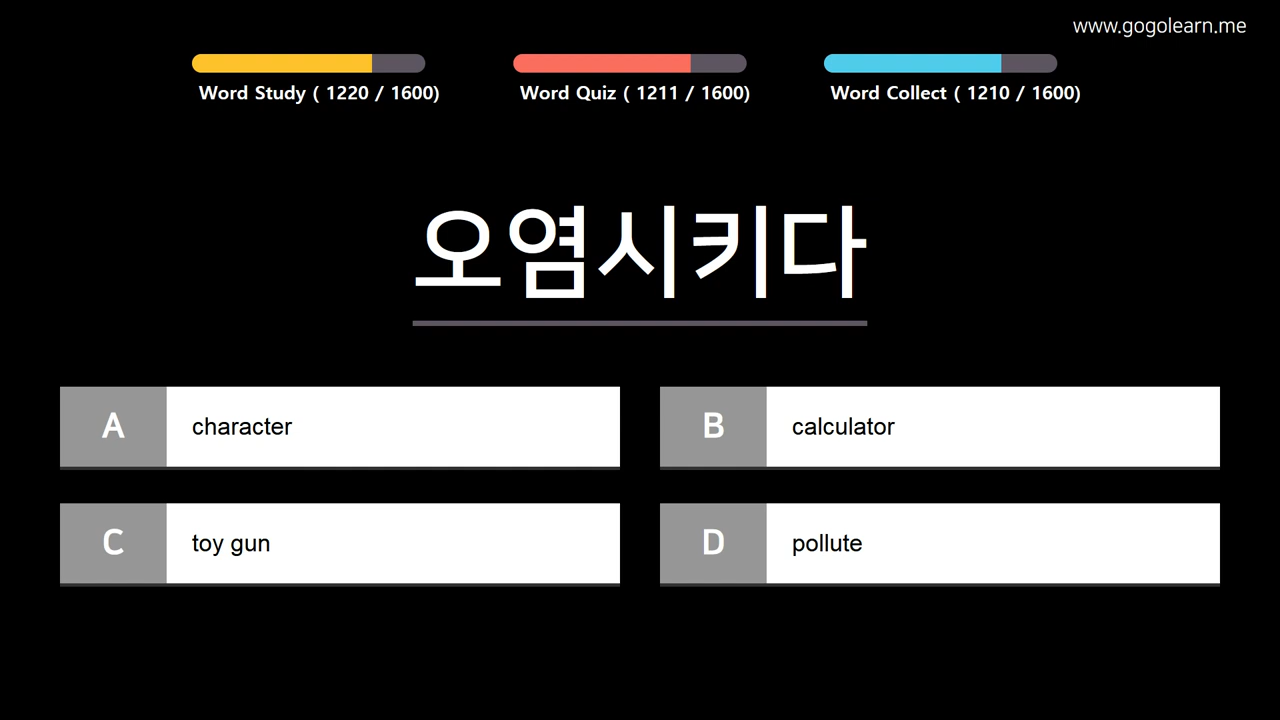 www.gogolearn.me
Word Study ( 1220 / 1600)
Word Quiz ( 1211 / 1600)
Word Collect ( 1210 / 1600)
오염시키다
A character
B calculator
C toy gun
D pollute